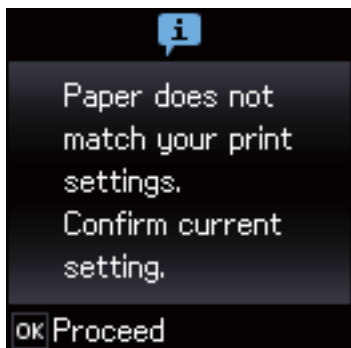 i
Paper does not
match your print
settings.
Confirm current
setting.
OK Proceed